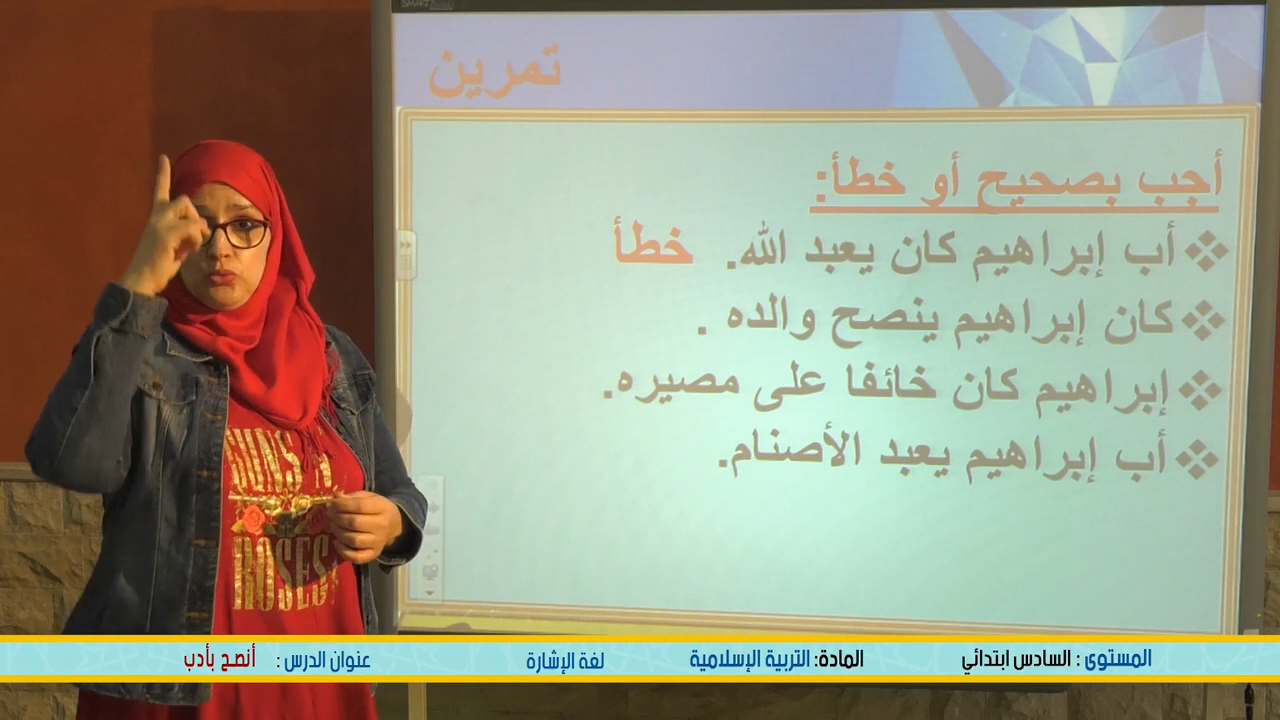 SMART
تمرين
أجب بصحيح أو خطأ:
أب إبراهيم كان يعبد الله. خطأ
كان إبراهيم ينصح والده .
إبراهيم كان خائفا على مصيره.
أب إبراهيم يعبد الأصنام.
GUNS N
ROSES
المستوى : السادس ابتدائي المادة: التربية الإسلامية لغة الإشارة عنوان الدرس : أنصح بأدب